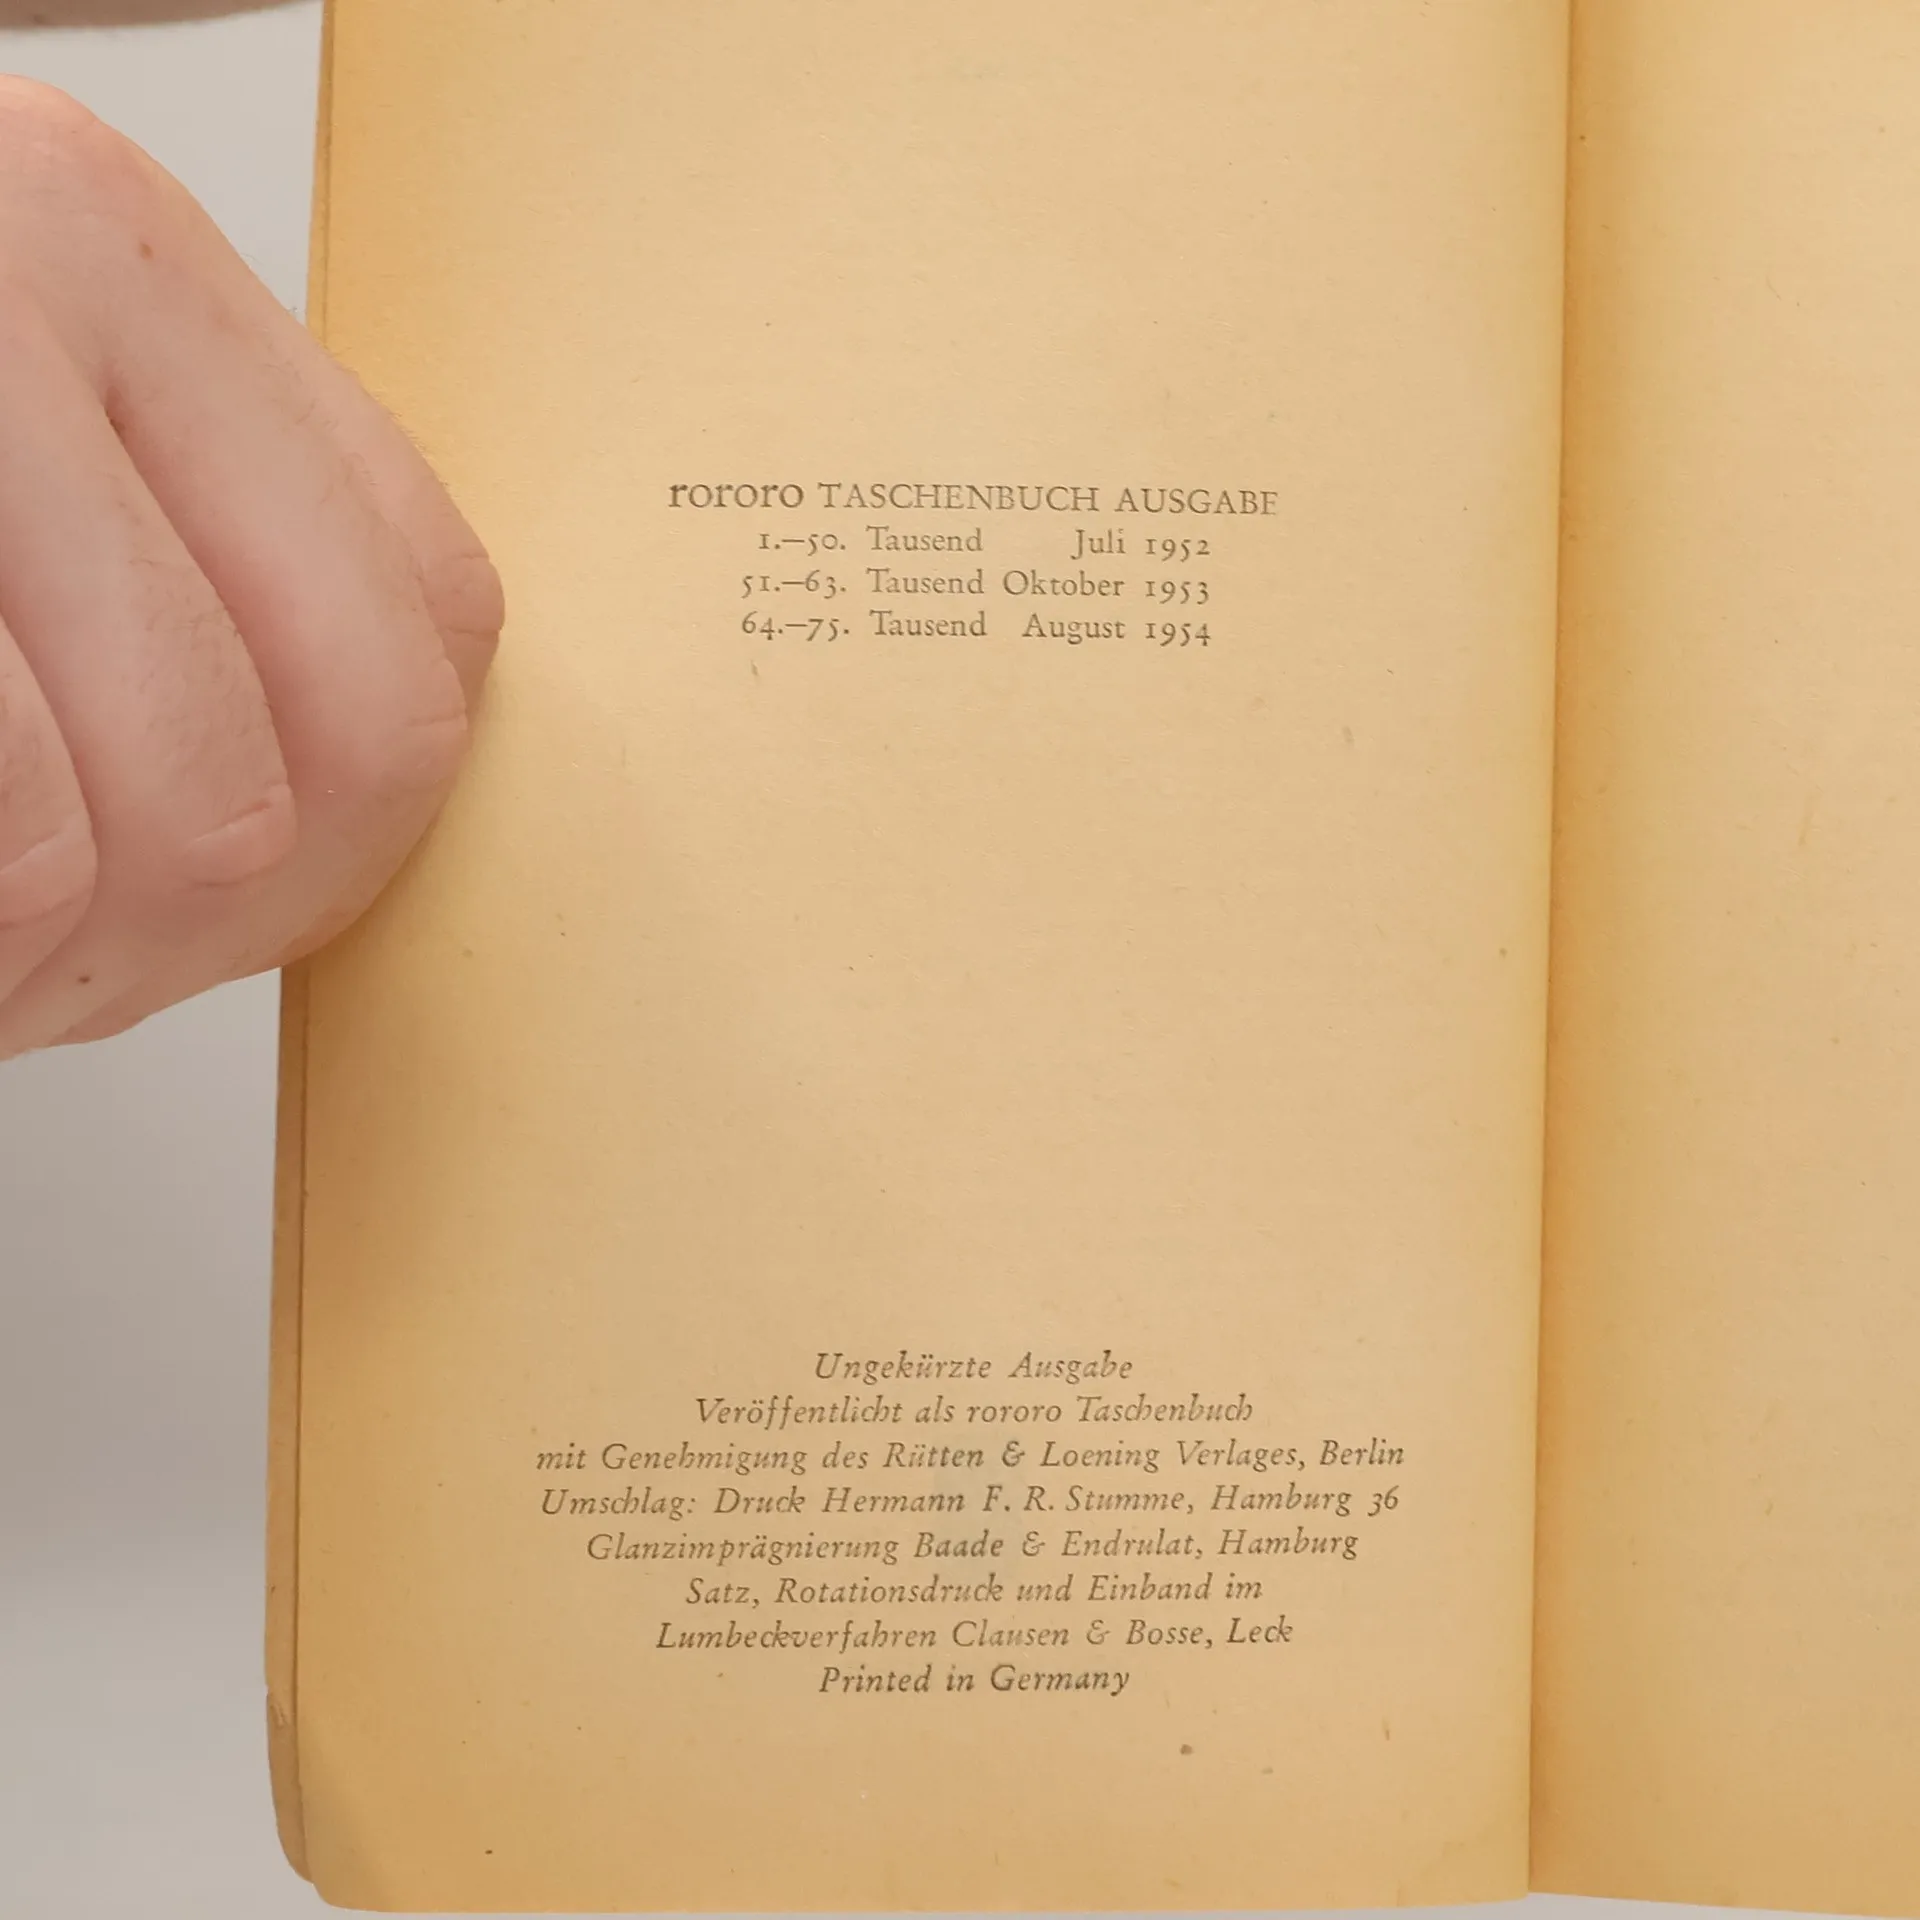 rororo TASCHENBUCH AUSGABE
1.—50. Tausend Juli 1952
51.—63. Tausend Oktober 1953
64.—75. Tausend August 1954
Ungekürzte Ausgabe
Veröffentlicht als rororo Taschenbuch
mit Genehmigung des Rütten & Loening Verlages, Berlin
Umschlag: Druck Hermann F. R. Stumme, Hamburg 36
Glanzimprägnierung Baade & Endrulat, Hamburg
Satz, Rotationsdruck und Einband im
Lumbeckverfahren Clausen & Bosse, Leck
Printed in Germany